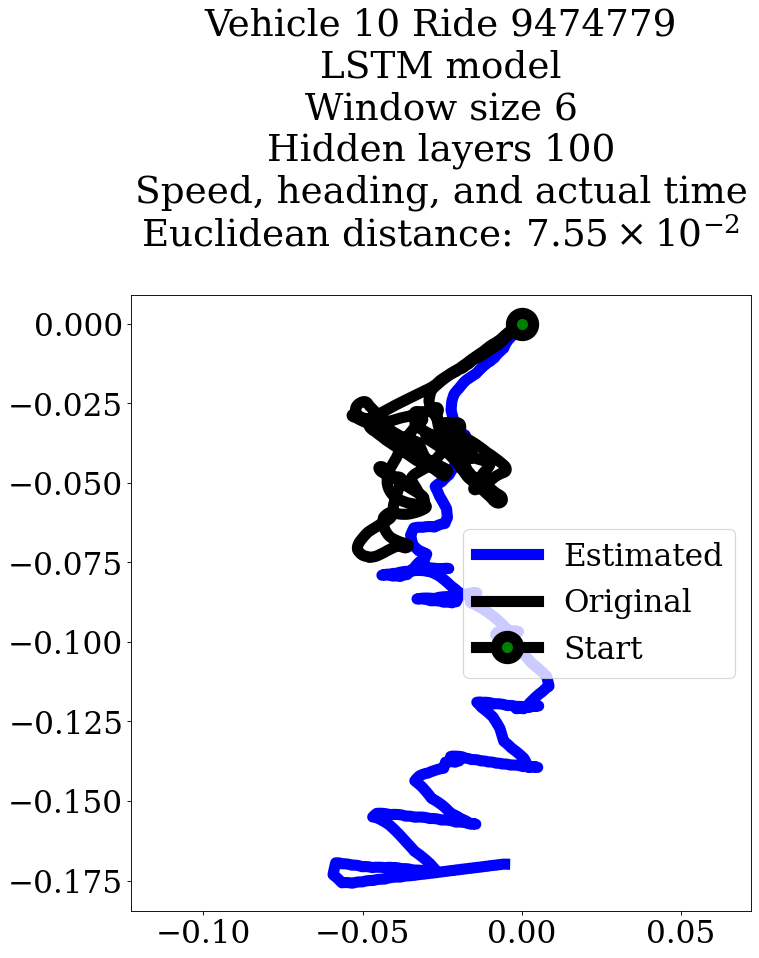 Vehicle 10 Ride 9474779
LSTM model
Window size 6
Hidden layers 100
Speed, heading, and actual time
Euclidean distance: 7.55 × 10⁻²
0.000
−0.025
−0.050
−0.075
−0.100
−0.125
−0.150
−0.175
Estimated
Original
Start
−0.10
−0.05
0.00
0.05